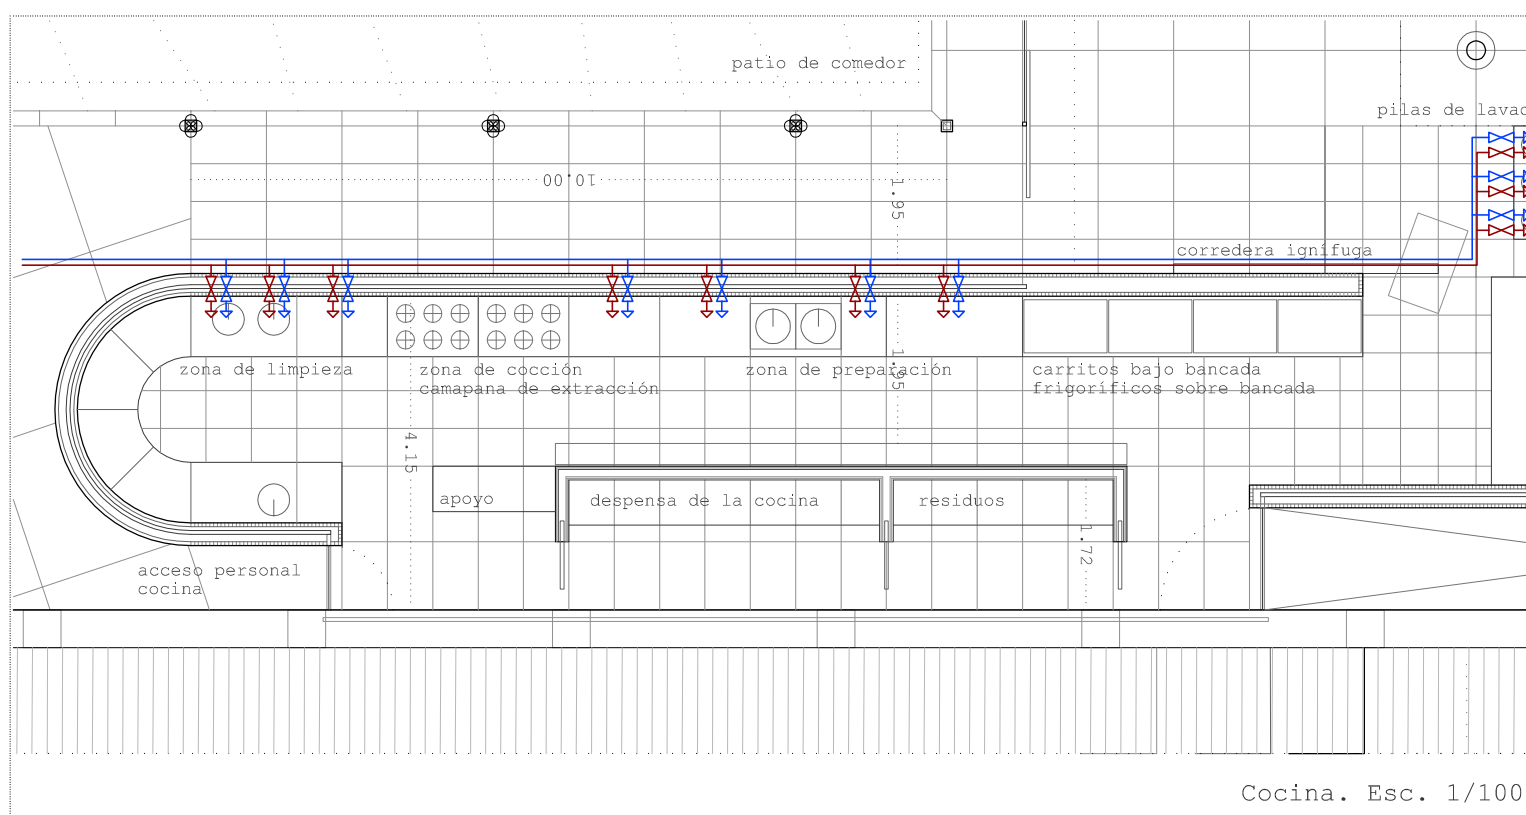 patio de comedor
pilas de lavad
10.00
1.95
corredera ignífuga
zona de limpieza
zona de cocción
camapana de extracción
zona de preparación
1.95
carritos bajo bancada
frigoríficos sobre bancada
4.15
apoyo
despensa de la cocina
residuos
1.72
acceso personal
cocina
Cocina. Esc. 1/100